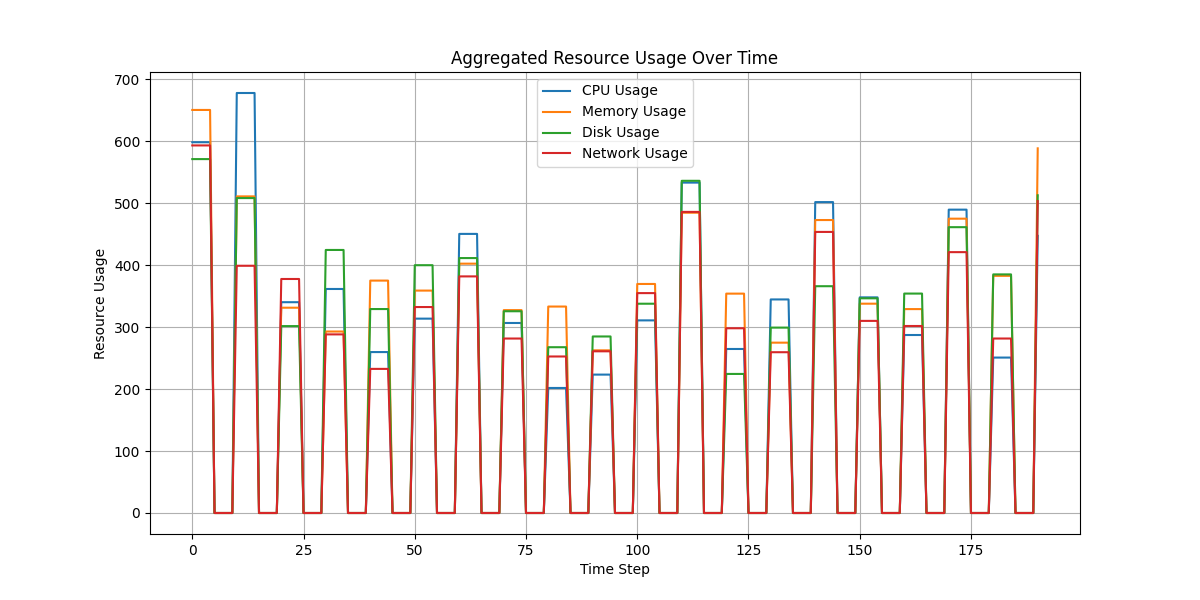 Aggregated Resource Usage Over Time
CPU Usage
Memory Usage
Disk Usage
Network Usage
Resource Usage
700
600
500
400
300
200
100
0
0 25 50 75 100 125 150 175
Time Step